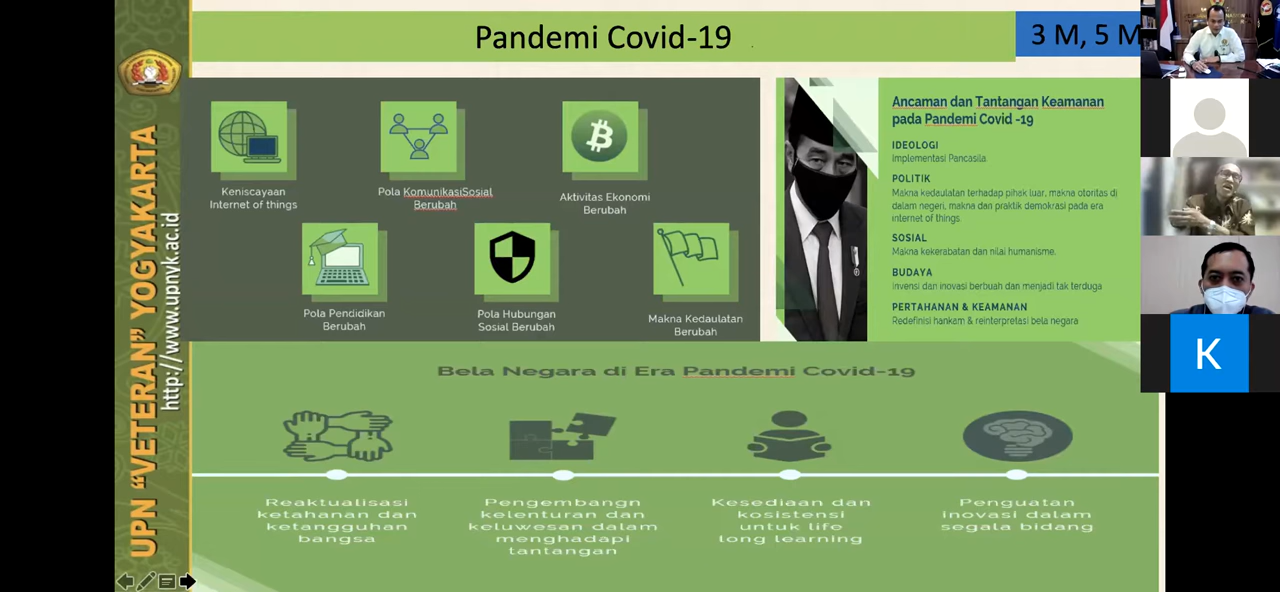 Pandemi Covid-19
3 M, 5 M
UPN “VETERAN” YOGYAKARTA
http://www.upnyk.ac.id
Keniscayaan
Internet of things
Pola KomunikasiSosial
Berubah
Aktivitas Ekonomi
Berubah
Pola Pendidikan
Berubah
Pola Hubungan
Sosial Berubah
Makna Kedaulatan
Berubah
Ancaman dan Tantangan Keamanan
pada Pandemi Covid -19
IDEOLOGI
Implementasi Pancasila.
POLITIK
Makna kedaulatan terhadap pihak luar, makna otoritas di
dalam negeri, makna dan praktik demokrasi pada era
internet of things.
SOSIAL
Makna kekerabatan dan nilai humanisme.
BUDAYA
Invensi dan inovasi berbuah dan menjadi tak terduga
PERTAHANAN & KEAMANAN
Redefinisi hankam & reinterpretasi bela negara
K
Bela Negara di Era Pandemi Covid-19
Reaktualisasi
ketahanan dan
ketangguhan
bangsa
Pengembangn
kelenturan dan
keluwesan dalam
menghadapi
tantangan
Kesediaan dan
kosistensi
untuk life
long learning
Penguatan
inovasi dalam
segala bidang